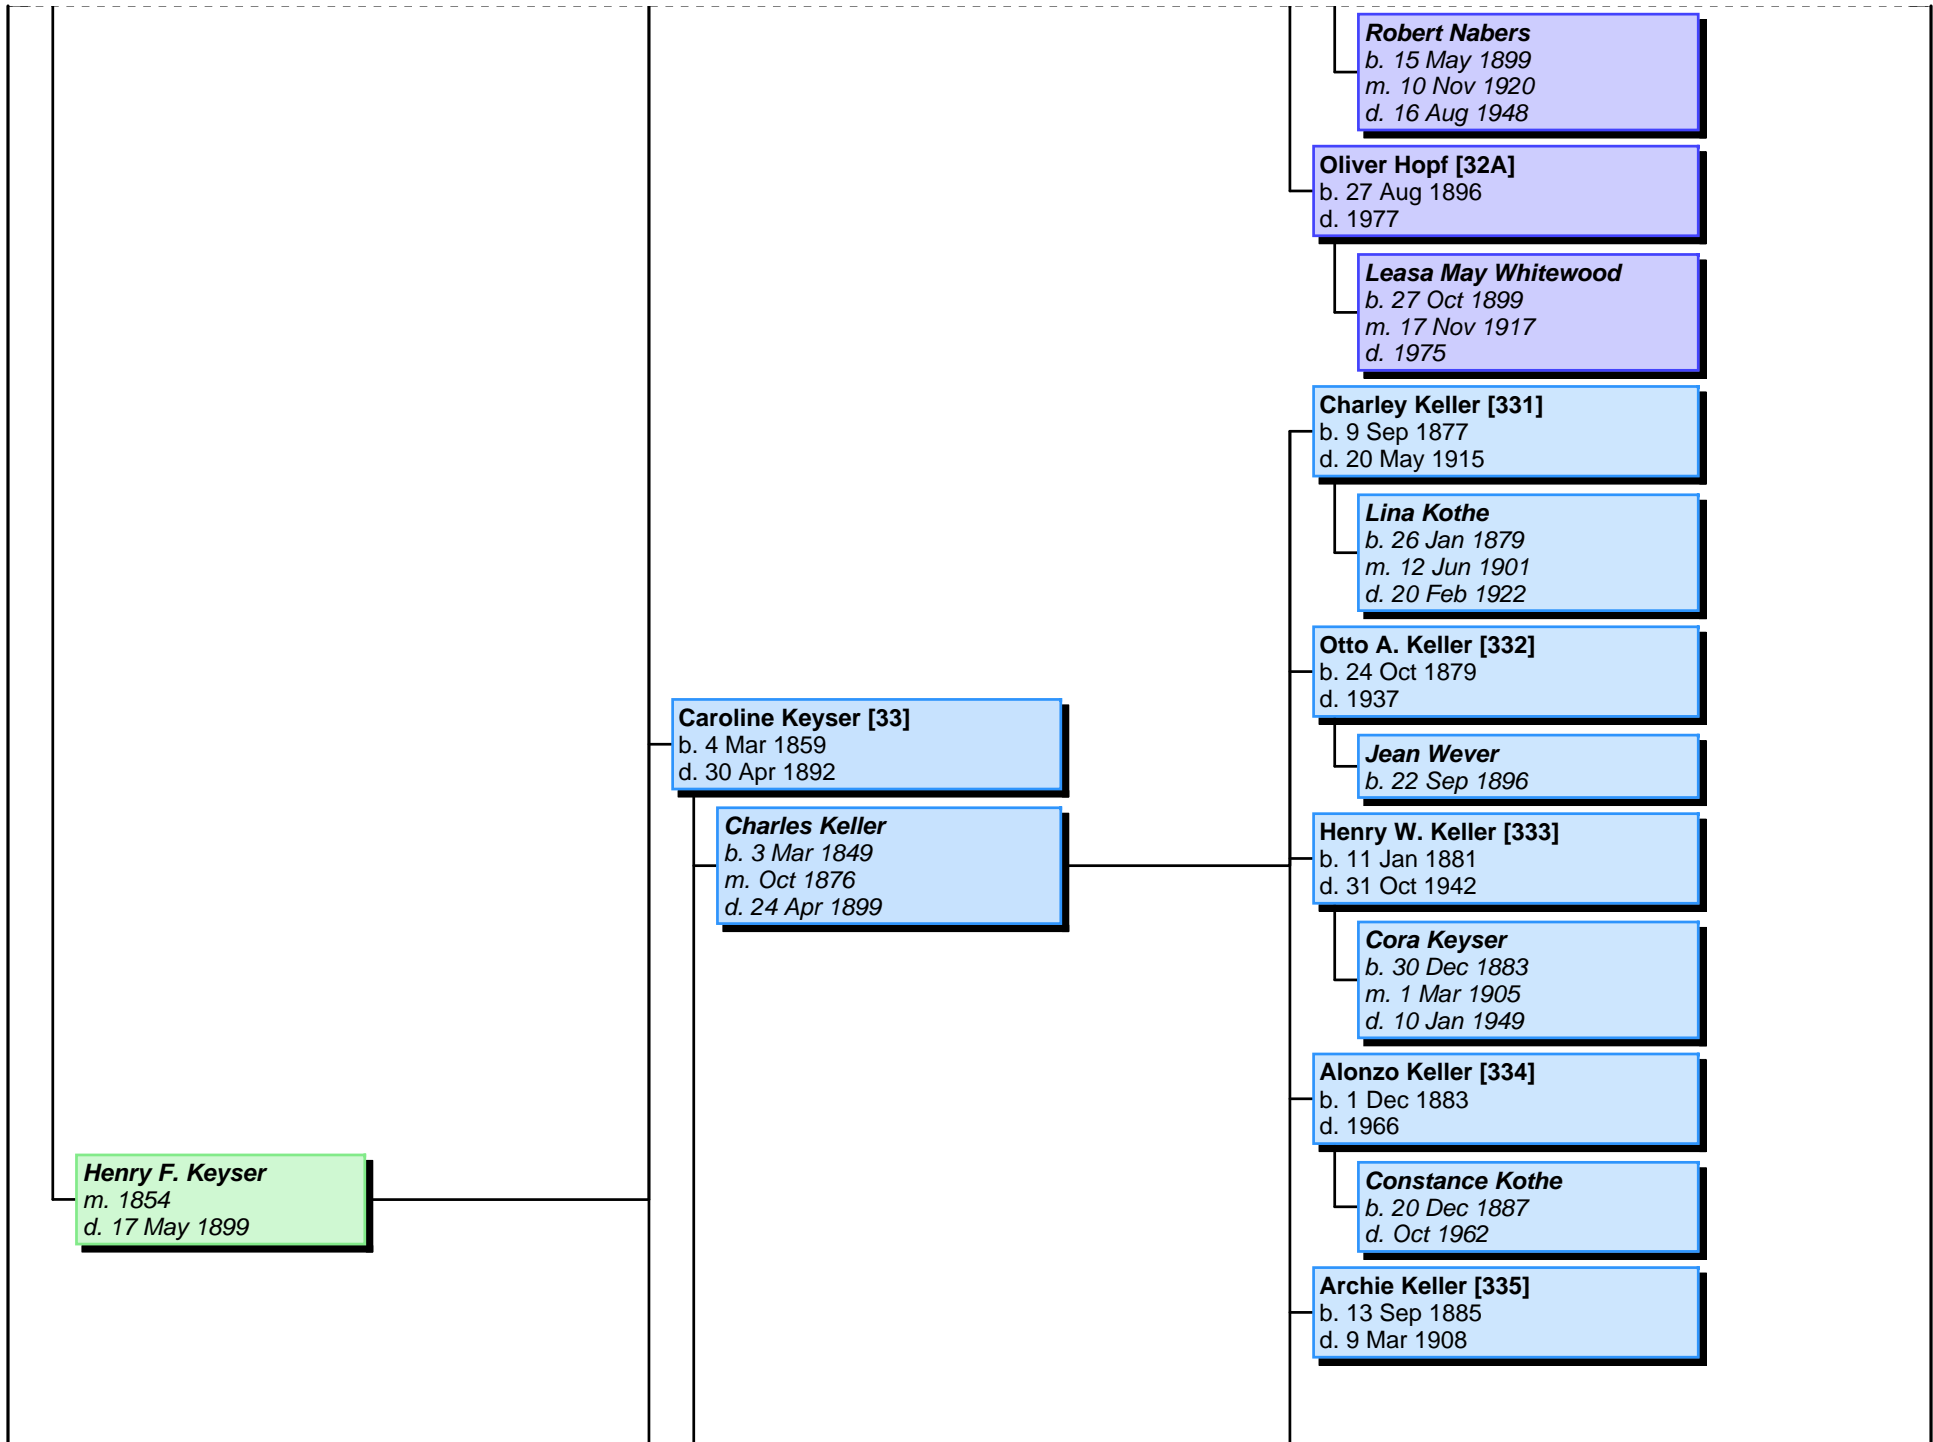 Robert Nabers
b. 15 May 1899
m. 10 Nov 1920
d. 16 Aug 1948
Oliver Hopf [32A]
b. 27 Aug 1896
d. 1977
Leasa May Whitewood
b. 27 Oct 1899
m. 17 Nov 1917
d. 1975
Charley Keller [331]
b. 9 Sep 1877
d. 20 May 1915
Lina Kothe
b. 26 Jan 1879
m. 12 Jun 1901
d. 20 Feb 1922
Otto A. Keller [332]
b. 24 Oct 1879
d. 1937
Jean Wever
b. 22 Sep 1896
Caroline Keyser [33]
b. 4 Mar 1859
d. 30 Apr 1892
Charles Keller
b. 3 Mar 1849
m. Oct 1876
d. 24 Apr 1899
Henry W. Keller [333]
b. 11 Jan 1881
d. 31 Oct 1942
Cora Keyser
b. 30 Dec 1883
m. 1 Mar 1905
d. 10 Jan 1949
Alonzo Keller [334]
b. 1 Dec 1883
d. 1966
Constance Kothe
b. 20 Dec 1887
d. Oct 1962
Henry F. Keyser
m. 1854
d. 17 May 1899
Archie Keller [335]
b. 13 Sep 1885
d. 9 Mar 1908